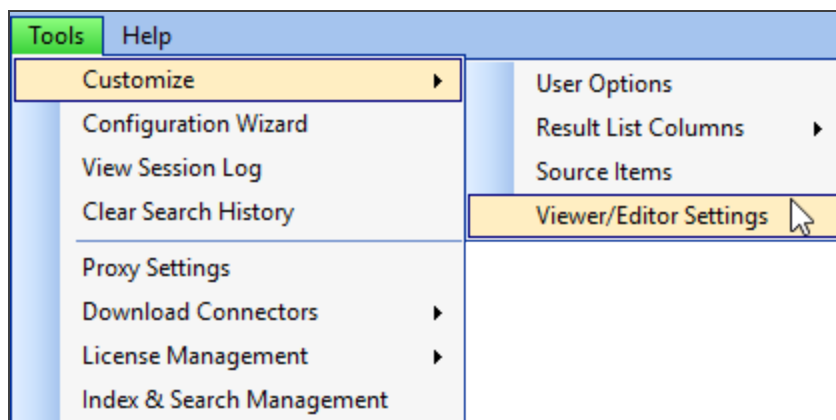 Tools Help
Customize
Configuration Wizard
View Session Log
Clear Search History
Proxy Settings
Download Connectors
License Management
Index & Search Management
User Options
Result List Columns
Source Items
Viewer/Editor Settings